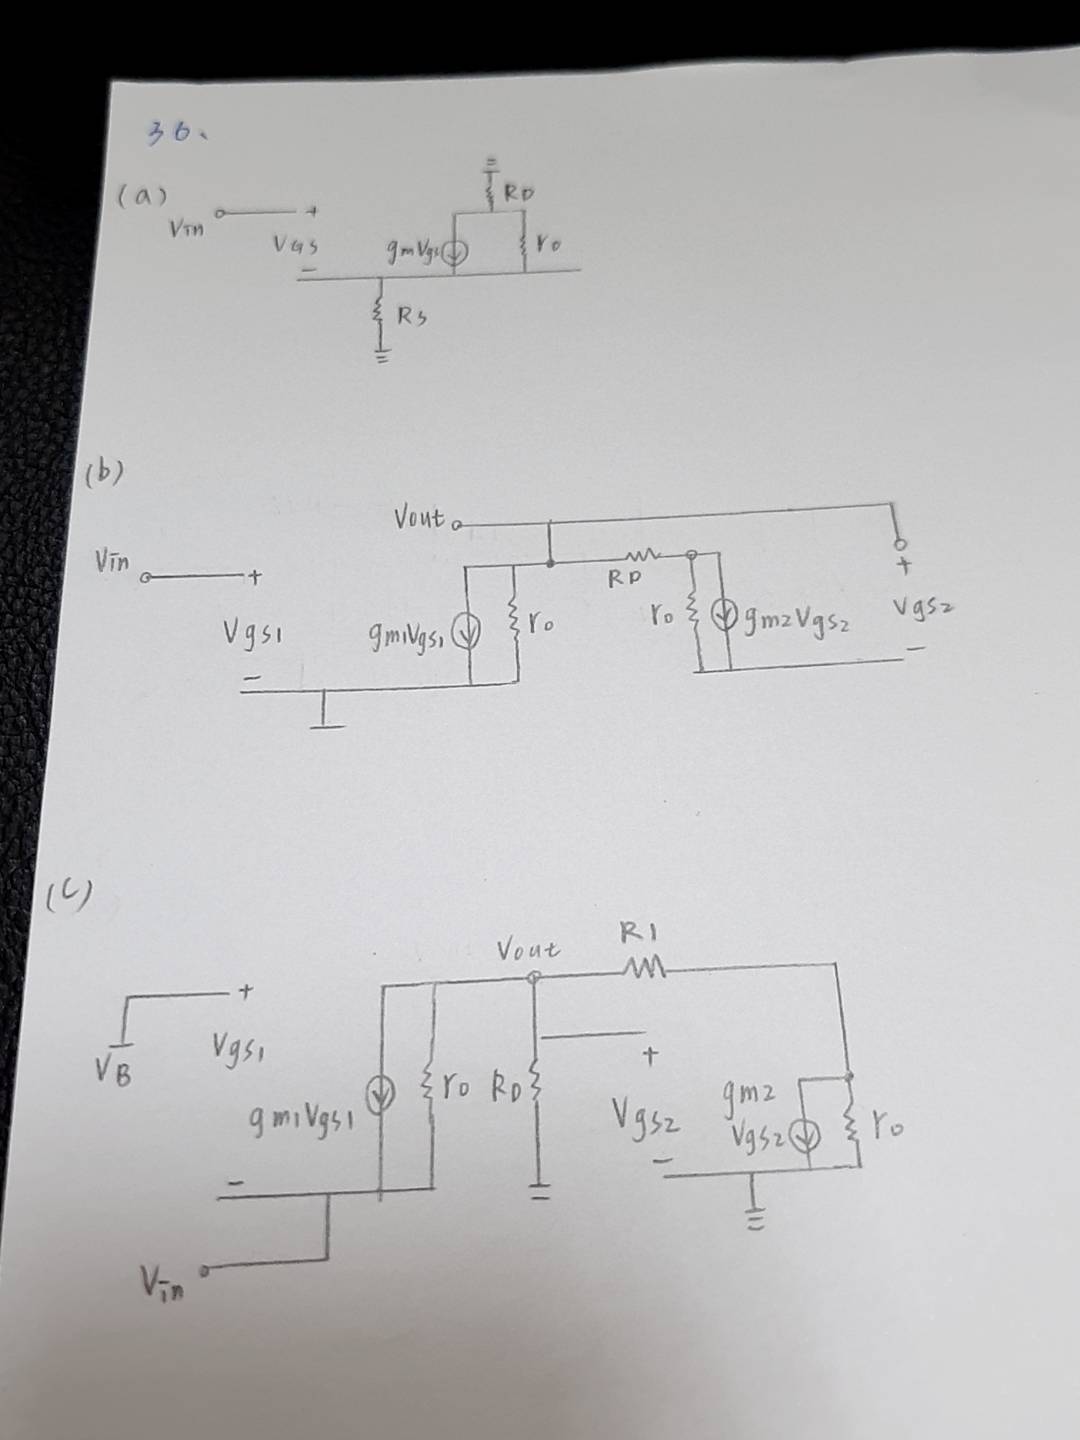 36.
(a)
RD
Vin
+
VGS
gmVgs
ro
-
RS
(b)
Vout
Vin
+
RD
+
Vgs1
gm1Vgs1
ro
ro
gm2Vgs2
Vgs2
-
-
(C)
R1
Vout
+
VB
Vgs1
+
gm1Vgs1
ro
RD
Vgs2
gm2
Vgs2
ro
-
-
Vin